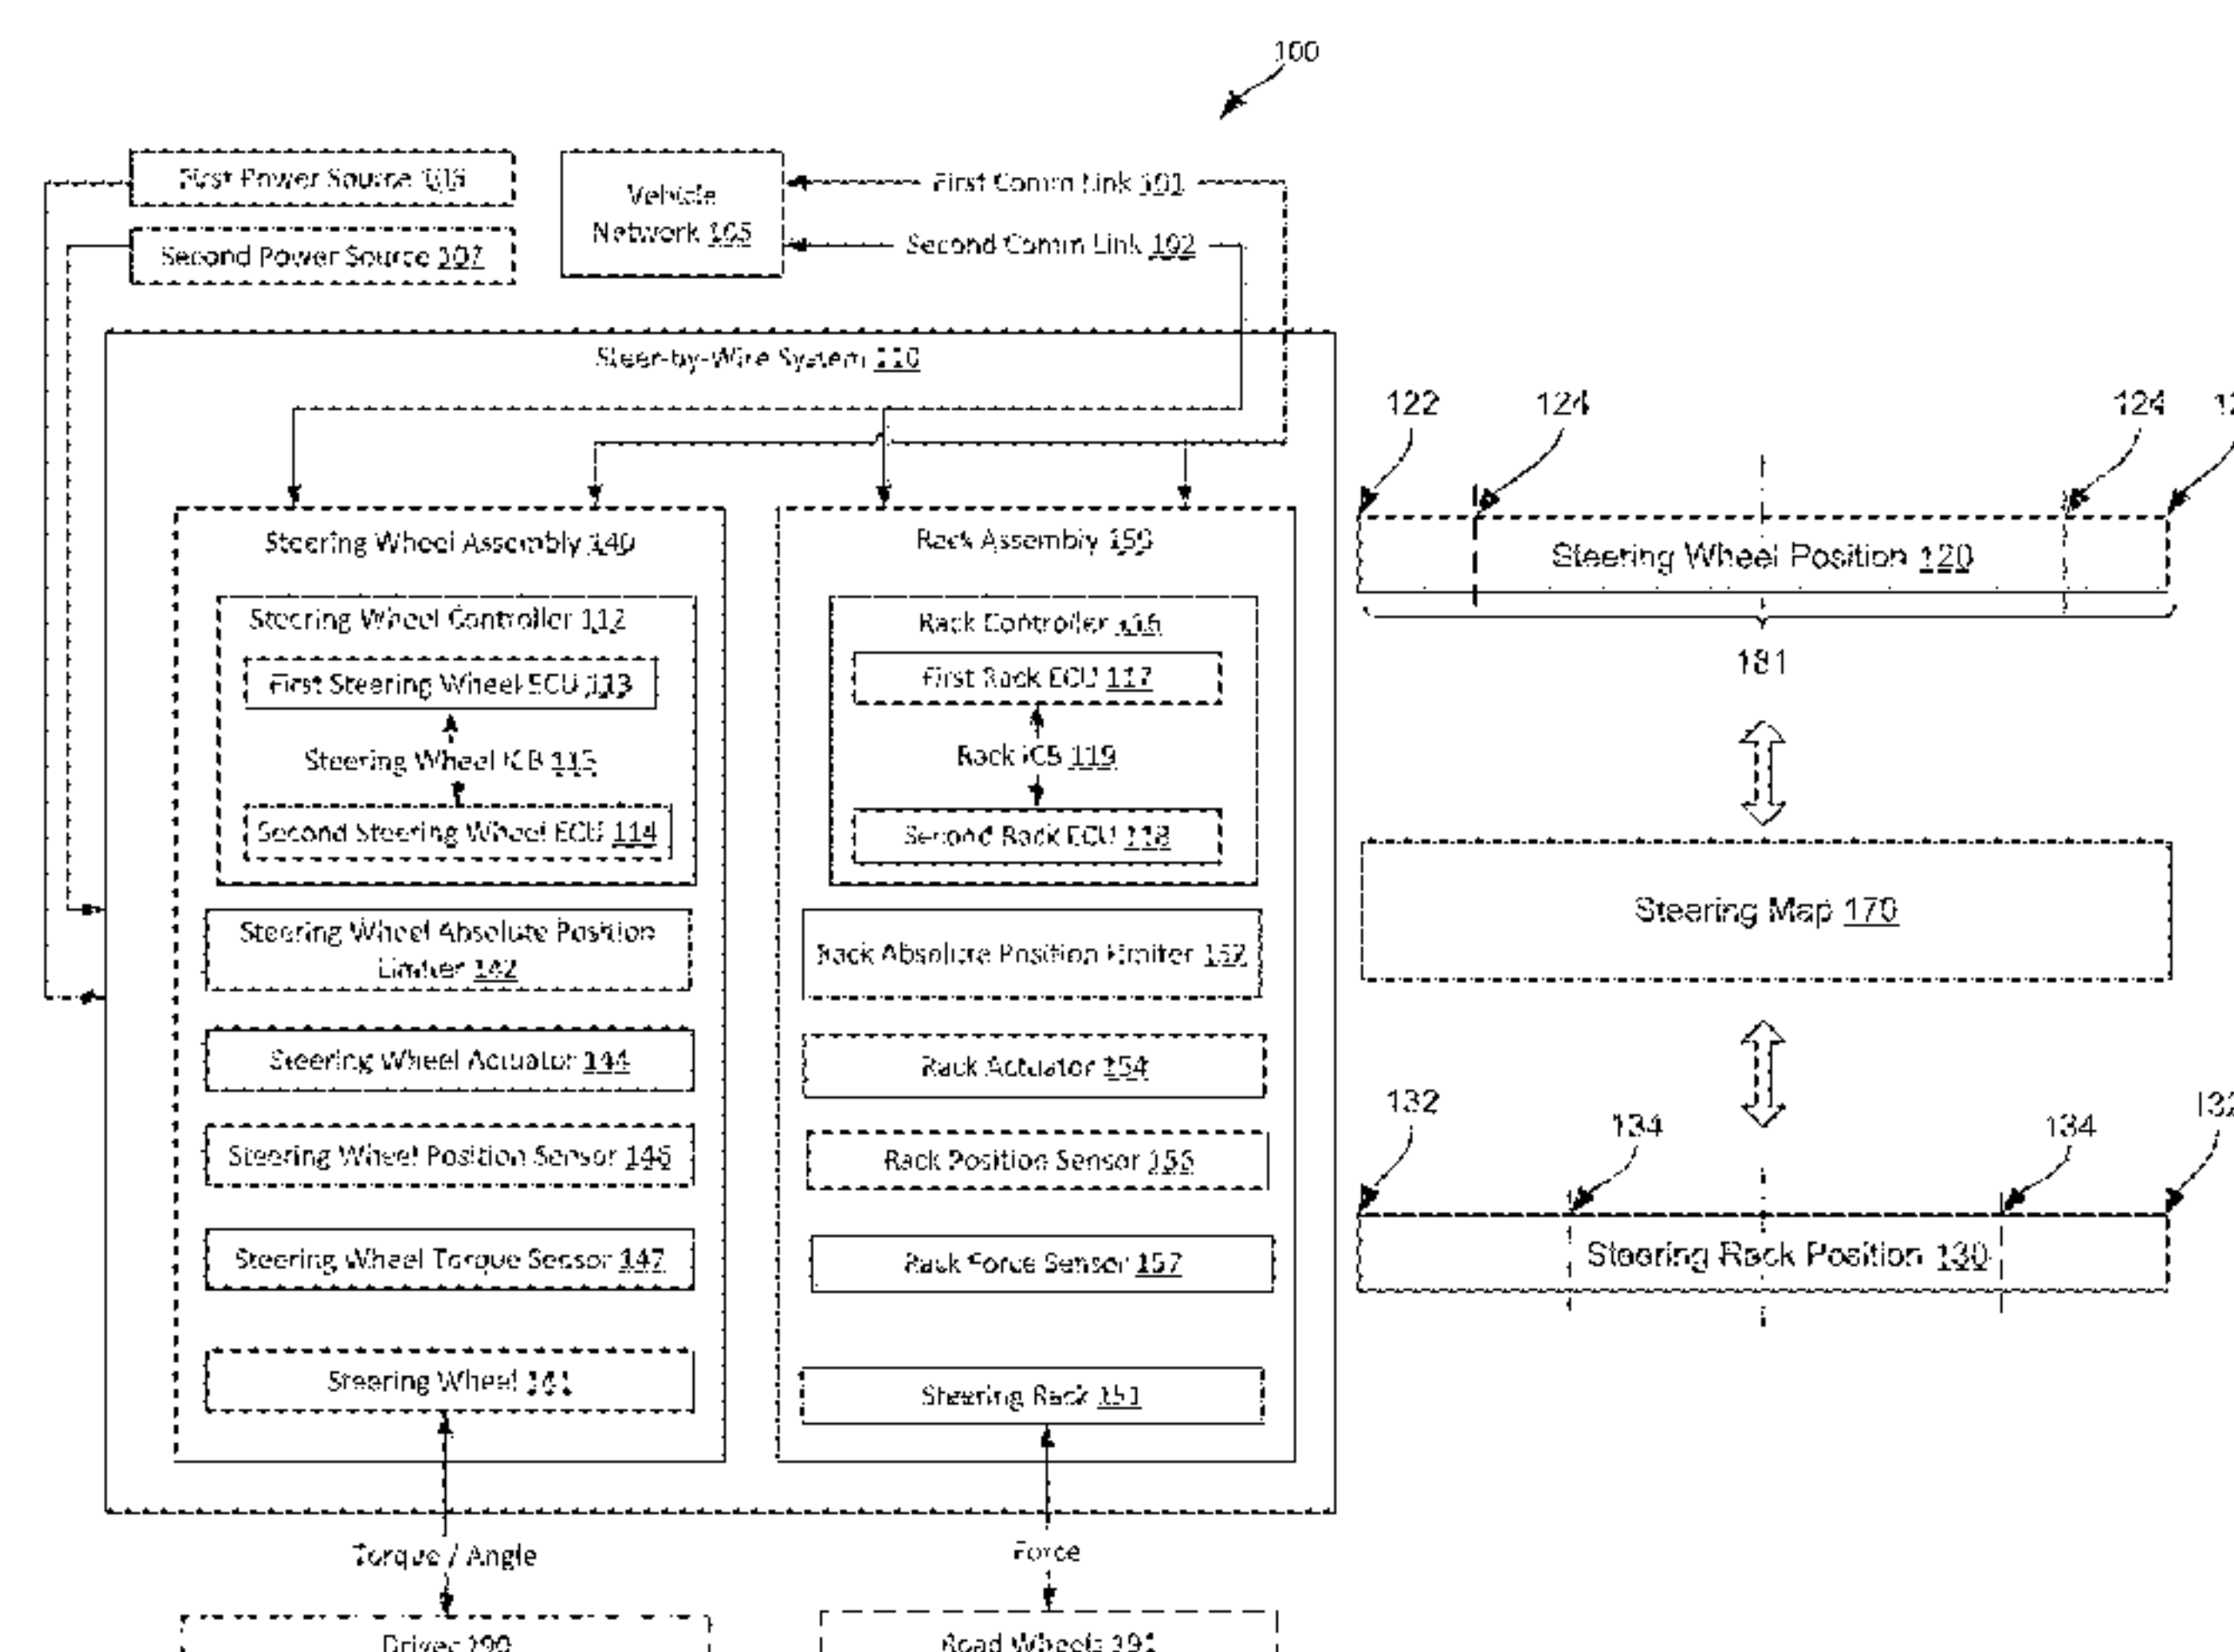 100
First Power Source
Second Power Source 107
Vehicle
Network 105
First Comm Link 101
Second Comm Link 102
Steer-by-Wire System 110
Steering Wheel Assembly 140
Steering Wheel Controller 112
First Steering Wheel ECU 113
Steering Wheel ICB 115
Second Steering Wheel ECU 114
Steering Wheel Absolute Position
Limiter 142
Steering Wheel Actuator 144
Steering Wheel Position Sensor 146
Steering Wheel Torque Sensor 147
Steering Wheel 141
Torque / Angle
Driver 190
Rack Assembly 150
Rack Controller 116
First Rack ECU 117
Rack ICB 119
Second Rack ECU 118
Rack Absolute Position Limiter 152
Rack Actuator 154
Rack Position Sensor 156
Rack Force Sensor 157
Steering Rack 151
Force
Road Wheels 191
122
124
124
Steering Wheel Position 120
181
Steering Map 170
132
134
134
132
Steering Rack Position 130